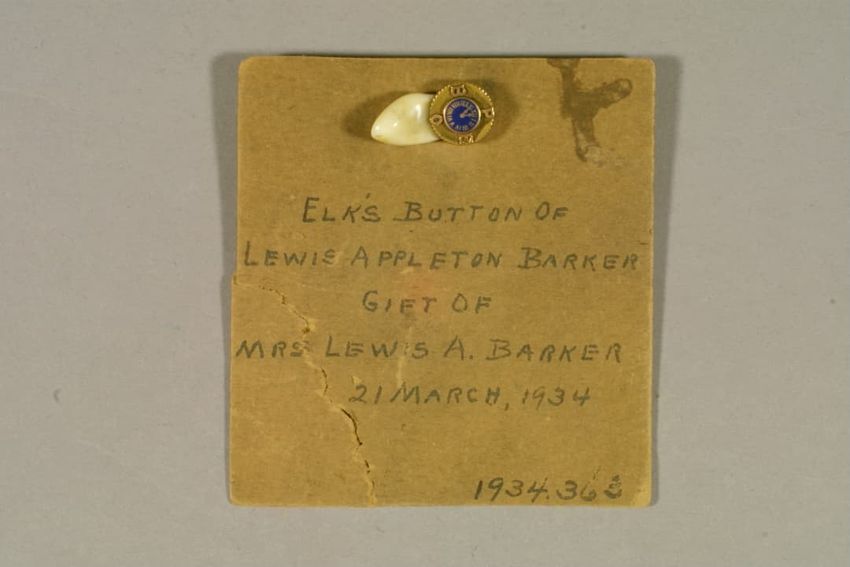 B
P
O
E
ELK'S BUTTON OF
LEWIS APPLETON BARKER
GIFT OF
MRS LEWIS A. BARKER
21 MARCH, 1934